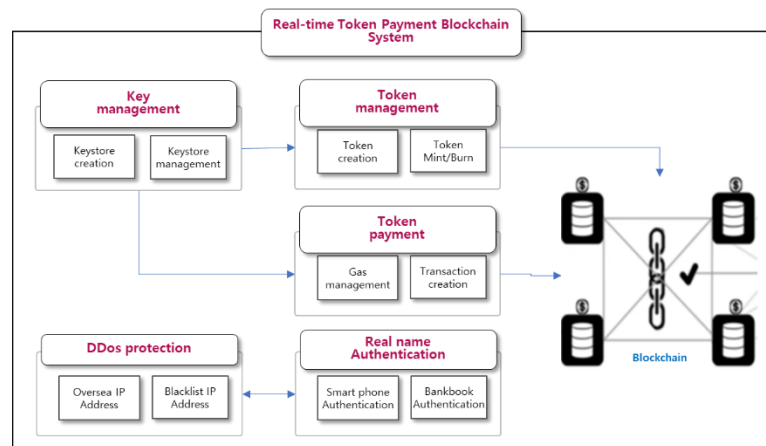 Real-time Token Payment Blockchain
System
Key
management
Keystore
creation
Keystore
management
Token
management
Token
creation
Token
Mint/Burn
Token
payment
Gas
management
Transaction
creation
$
$
$
$
Blockchain
DDos protection
Oversea IP
Address
Blacklist IP
Address
Real name
Authentication
Smart phone
Authentication
Bankbook
Authentication